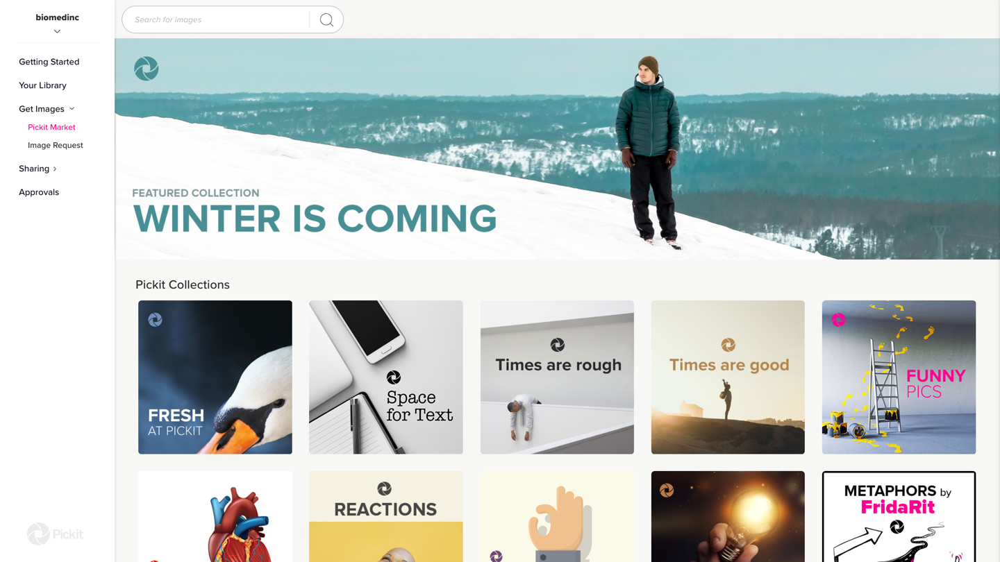 biomedinc
Search for images
Getting Started
Your Library
Get Images
Pickit Market
Image Request
Sharing
Approvals
FEATURED COLLECTION
WINTER IS COMING
Pickit Collections
FRESH
AT PICKIT
Space
for Text
Times are rough
Times are good
FUNNY
PICS
REACTIONS
METAPHORS by
FridaRit
Pickit